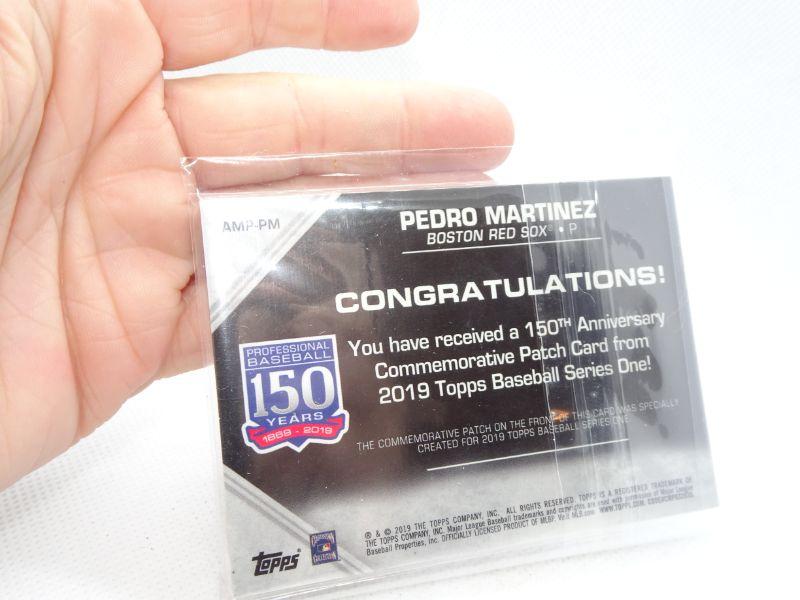 AMP-PM
PEDRO MARTINEZ
BOSTON RED SOX® • P
CONGRATULATIONS!
You have received a 150TH Anniversary
Commemorative Patch Card from
2019 Topps Baseball Series One!
PROFESSIONAL
BASEBALL
150
YEARS
1869 - 2019
THE COMMEMORATIVE PATCH ON THE FRONT OF THIS CARD WAS SPECIALLY
CREATED FOR 2019 TOPPS BASEBALL SERIES ONE.
® & © 2019 THE TOPPS COMPANY, INC. ALL RIGHTS RESERVED. TOPPS IS A REGISTERED TRADEMARK OF
THE TOPPS COMPANY, INC. Major League Baseball trademarks and copyrights are used with permission of Major League
Baseball Properties, Inc. OFFICIALLY LICENSED PRODUCT OF MLBP. Visit MLB.com WWW.TOPPS.COM.
topps